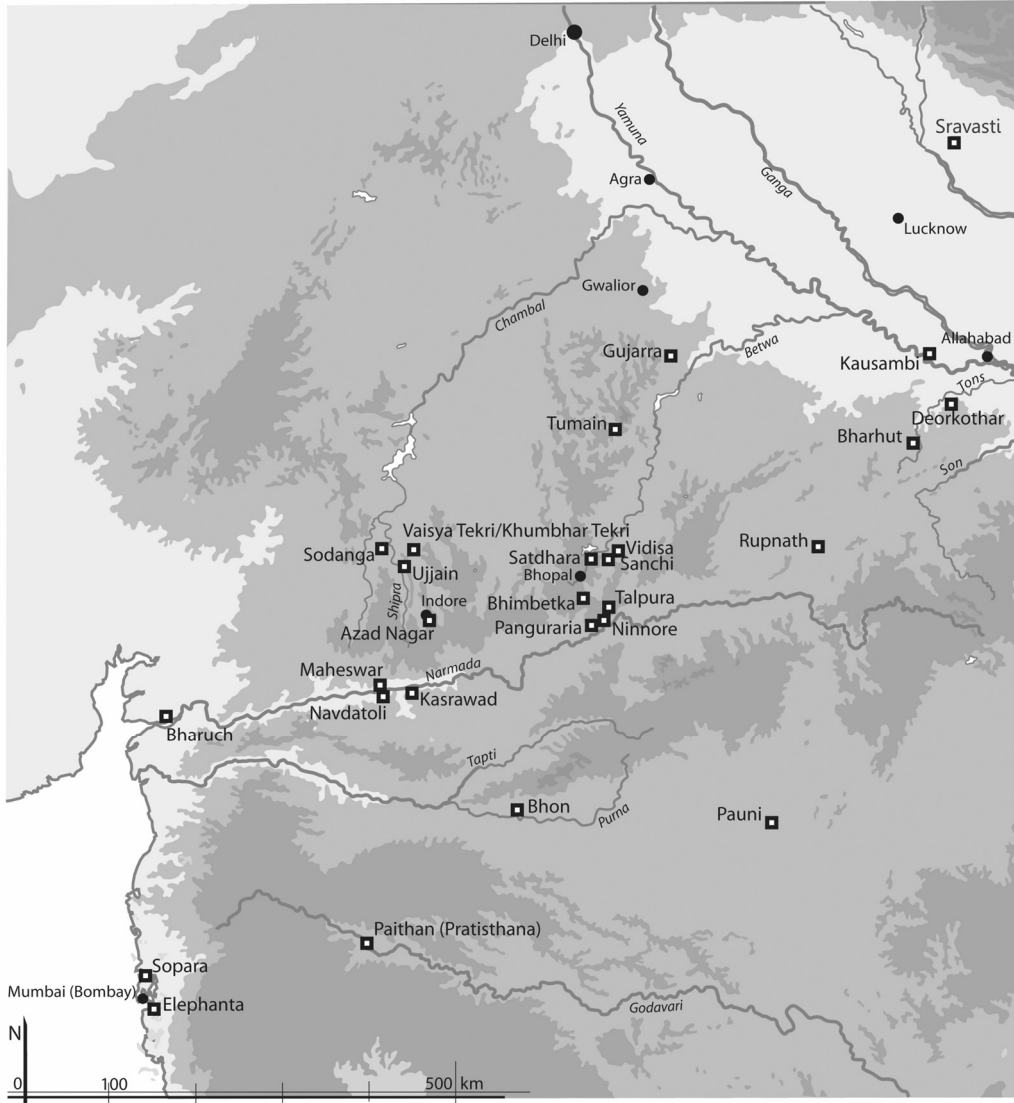 Delhi
Yamuna
Sravasti
Agra
Ganga
Lucknow
Gwalior
Chambal
Gujarra
Betwa
Allahabad
Kausambi
Tons
Deorkothar
Tumain
Bharhut
Son
Vaisya Tekri/Khumbhar Tekri
Sodanga
Vidisa
Rupnath
Satdhara
Sanchi
Ujjain
Bhopal
Shipra
Indore
Bhimbetka
Talpura
Azad Nagar
Panguraria
Ninnore
Maheswar
Narmada
Kasrawad
Navdatoli
Bharuch
Tapti
Bhon
Purna
Pauni
Paithan (Pratisthana)
Sopara
Mumbai (Bombay)
Elephanta
Godavari
N
0 100 500 km